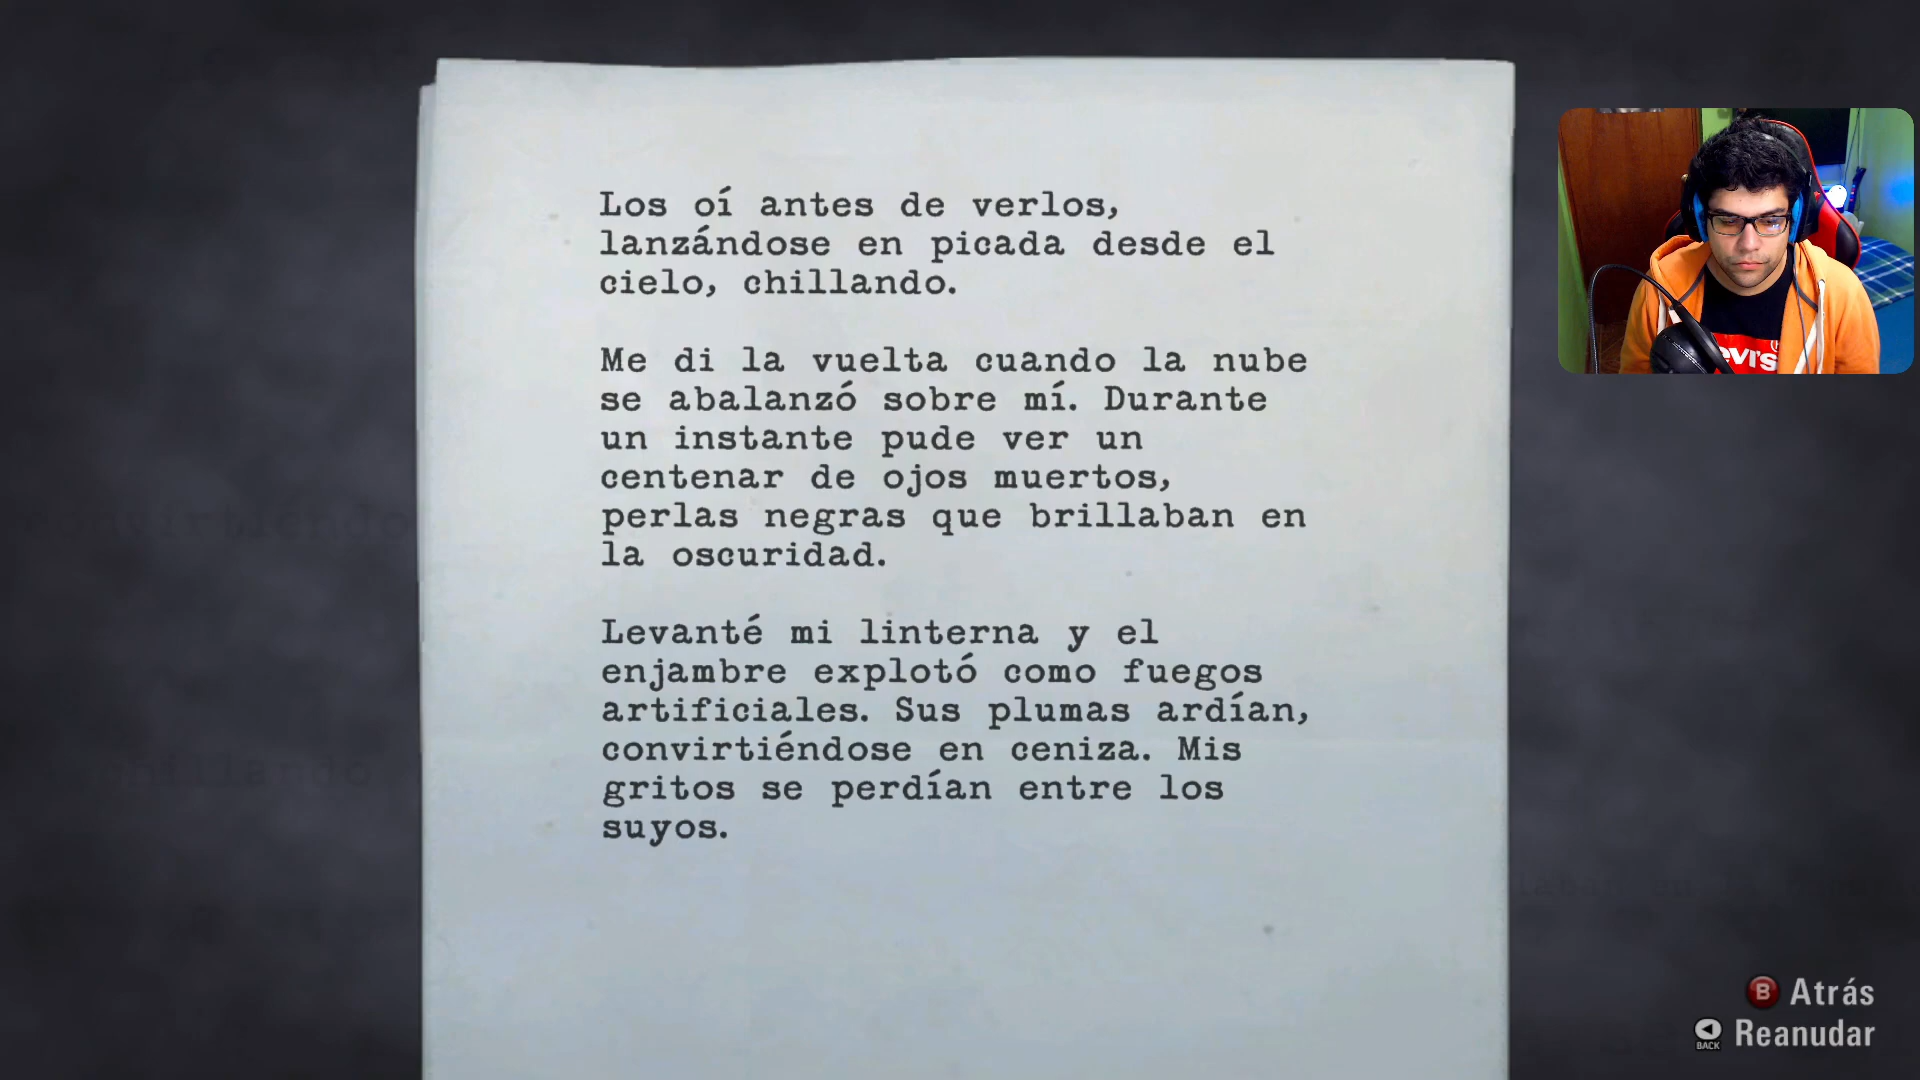 Los oí antes de verlos,
lanzándose en picada desde el
cielo, chillando.
Me di la vuelta cuando la nube
se abalanzó sobre mí. Durante
un instante pude ver un
centenar de ojos muertos,
perlas negras que brillaban en
la oscuridad.
Levanté mi linterna y el
enjambre explotó como fuegos
artificiales. Sus plumas ardían,
convirtiéndose en ceniza. Mis
gritos se perdían entre los
suyos.
evi's
B Atrás
BACK Reanudar